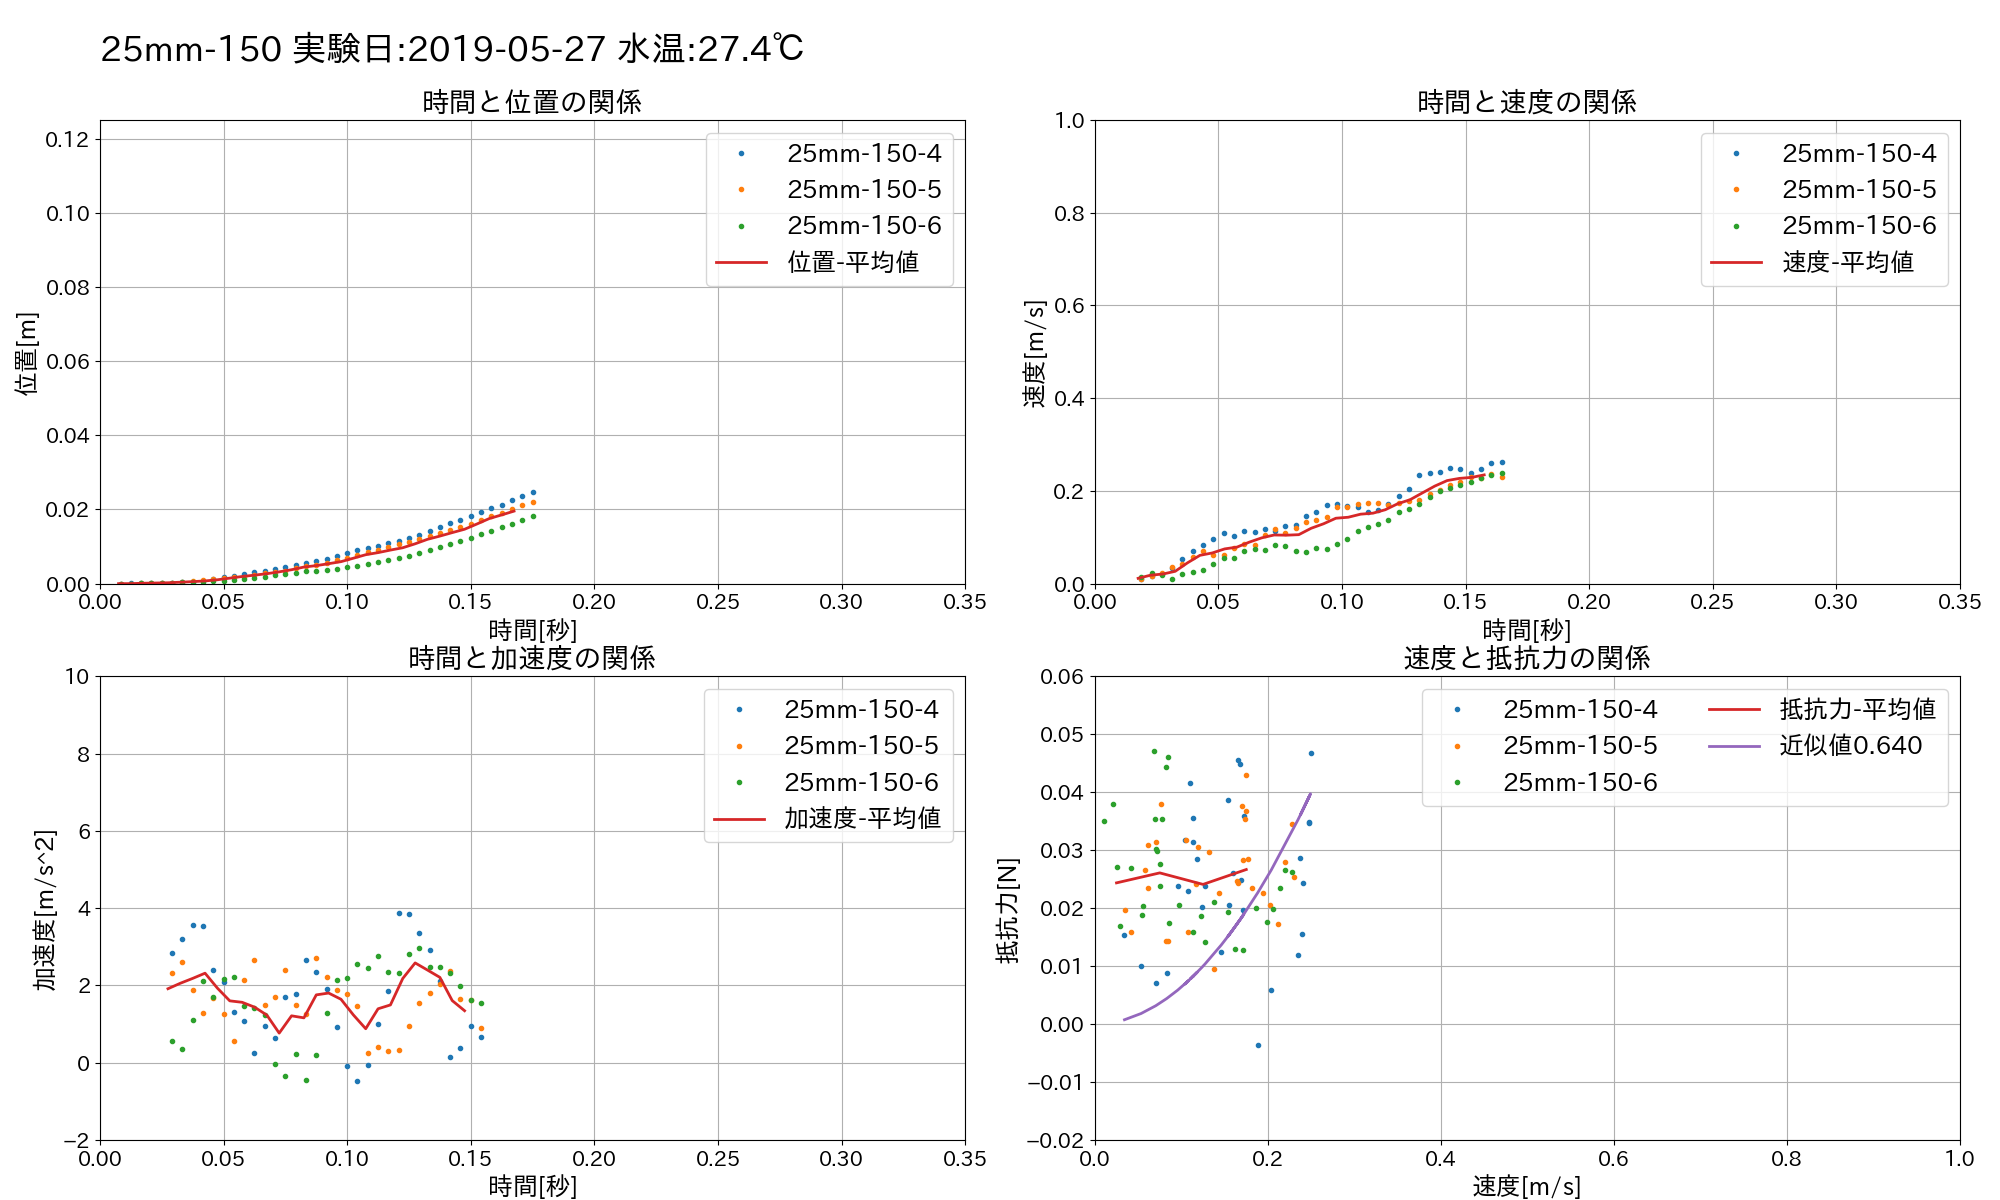 25mm-150 実験日:2019-05-27 水温:27.4℃
時間と位置の関係
0.12
0.10
0.08
0.06
0.04
0.02
0.00
位置[m]
25mm-150-4
25mm-150-5
25mm-150-6
位置-平均値
0.00 0.05 0.10 0.15 0.20 0.25 0.30 0.35
時間[秒]
時間と速度の関係
1.0
0.8
0.6
0.4
0.2
0.0
速度[m/s]
25mm-150-4
25mm-150-5
25mm-150-6
速度-平均値
0.00 0.05 0.10 0.15 0.20 0.25 0.30 0.35
時間[秒]
時間と加速度の関係
10
8
6
4
2
0
−2
加速度[m/s^2]
25mm-150-4
25mm-150-5
25mm-150-6
加速度-平均値
0.00 0.05 0.10 0.15 0.20 0.25 0.30 0.35
時間[秒]
速度と抵抗力の関係
0.06
0.05
0.04
0.03
0.02
0.01
0.00
−0.01
−0.02
抵抗力[N]
25mm-150-4
25mm-150-5
25mm-150-6
抵抗力-平均値
近似値0.640
0.0 0.2 0.4 0.6 0.8 1.0
速度[m/s]